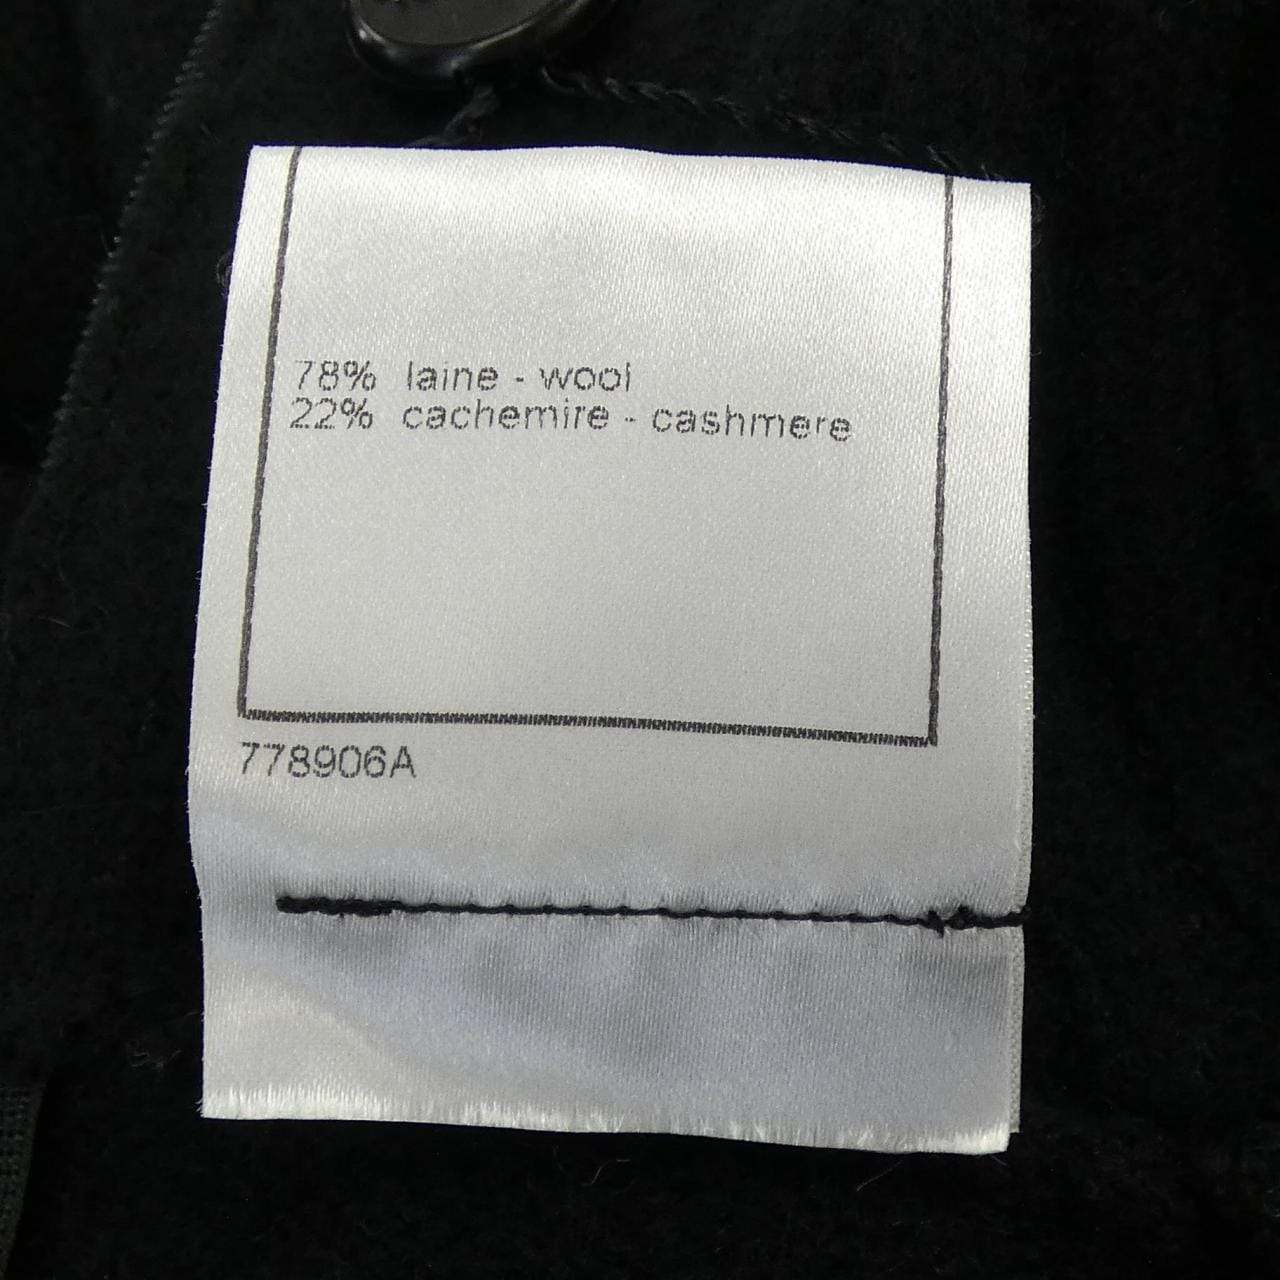 78% laine - wool
22% cachemire - cashmere
778906A